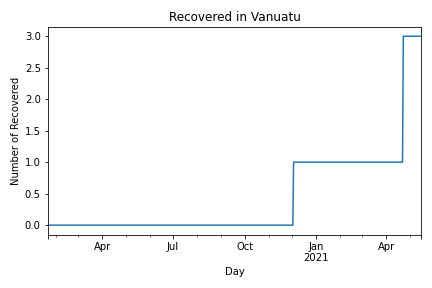 Recovered in Vanuatu
Number of Recovered
3.0
2.5
2.0
1.5
1.0
0.5
0.0
Apr
Jul
Oct
Jan
2021
Apr
Day